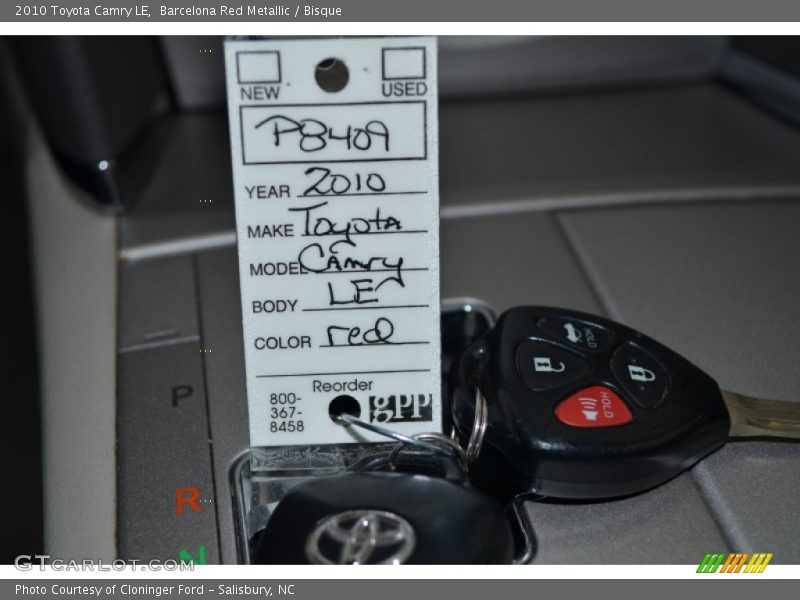 2010 Toyota Camry LE, Barcelona Red Metallic / Bisque
NEW USED
P8409
YEAR 2010
MAKE Toyota
MODEL Camry
BODY LE
COLOR red
Reorder
800-
367-
8458
gpp
HOLD
HOLD
P
R
N
GTCARLOT.COM
Photo Courtesy of Cloninger Ford - Salisbury, NC